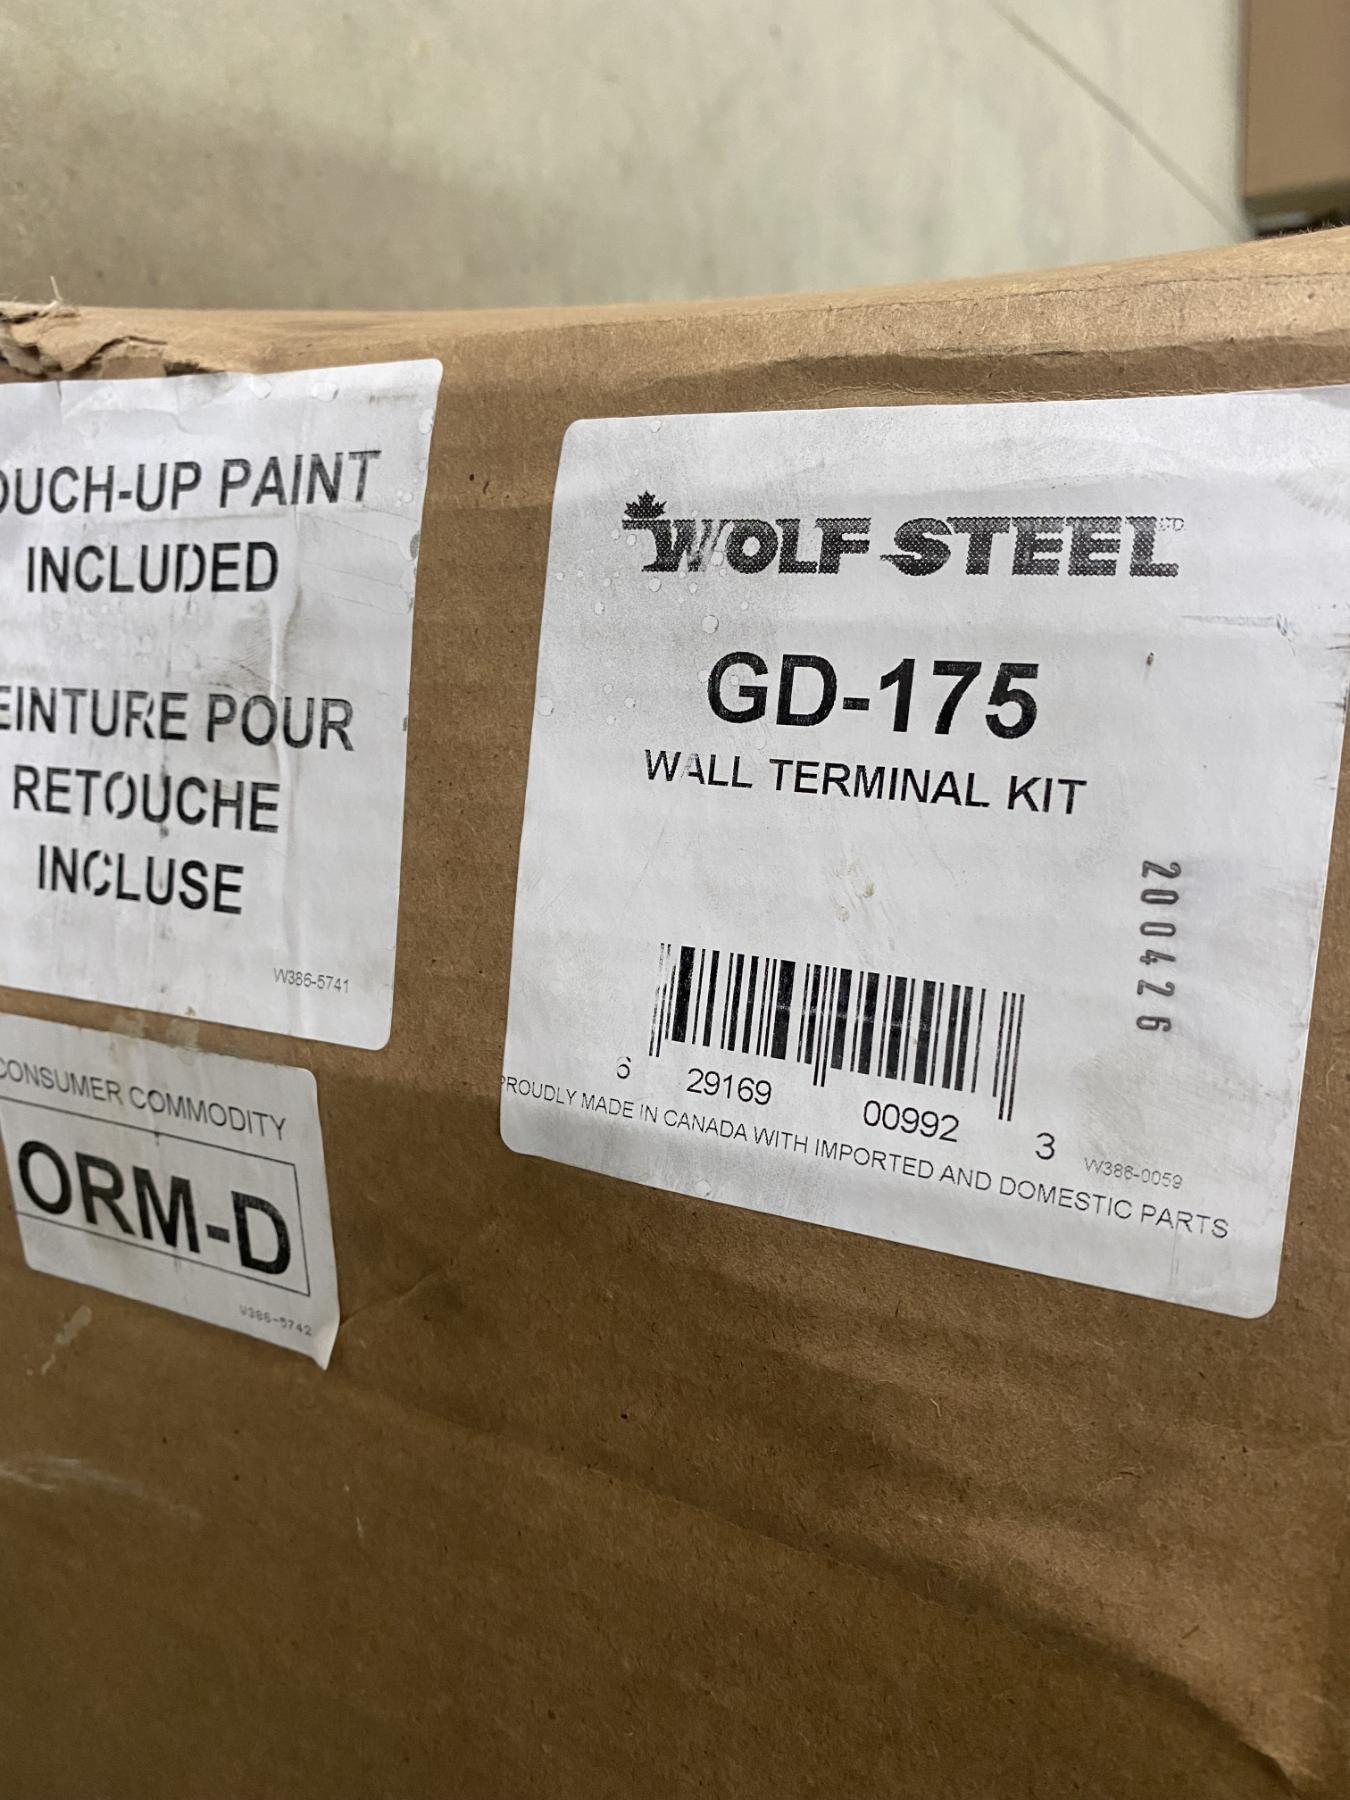 OUCH-UP PAINT
INCLUDED
EINTURE POUR
RETOUCHE
INCLUSE
W386-5741
CONSUMER COMMODITY
ORM-D
W386-5742
WOLF STEEL LTD.
GD-175
WALL TERMINAL KIT
200426
6 29169 00992 3
W386-0059
PROUDLY MADE IN CANADA WITH IMPORTED AND DOMESTIC PARTS